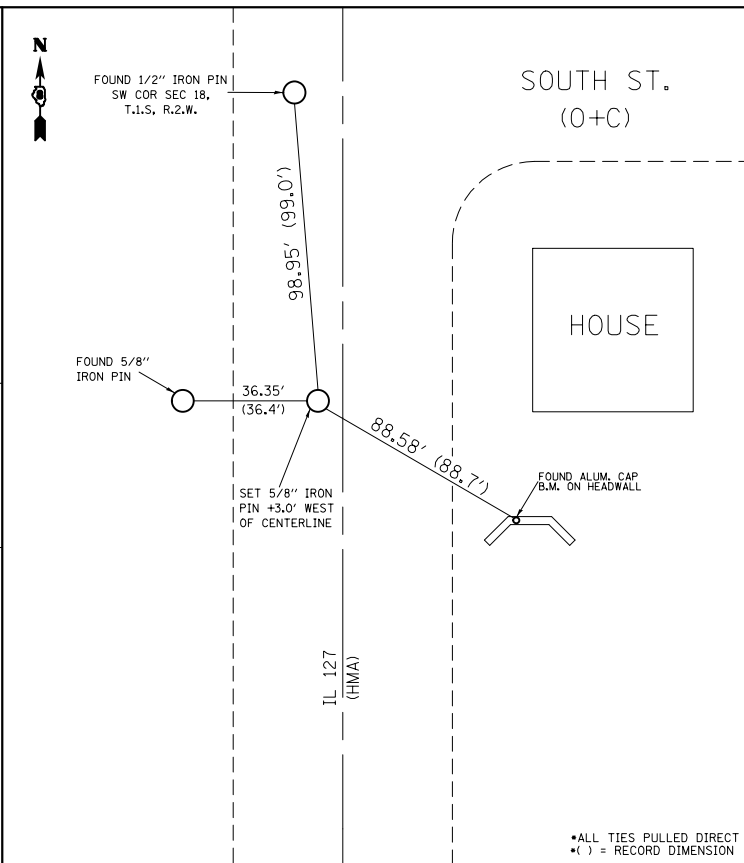 N
FOUND 1/2" IRON PIN
SW COR SEC 18,
T.1.S, R.2.W.
SOUTH ST.
(O+C)
98.95' (99.0')
HOUSE
FOUND 5/8"
IRON PIN
36.35'
(36.4')
88.58' (88.7')
FOUND ALUM. CAP
B.M. ON HEADWALL
SET 5/8" IRON
PIN +3.0' WEST
OF CENTERLINE
IL 127
(HMA)
*ALL TIES PULLED DIRECT
*( ) = RECORD DIMENSION